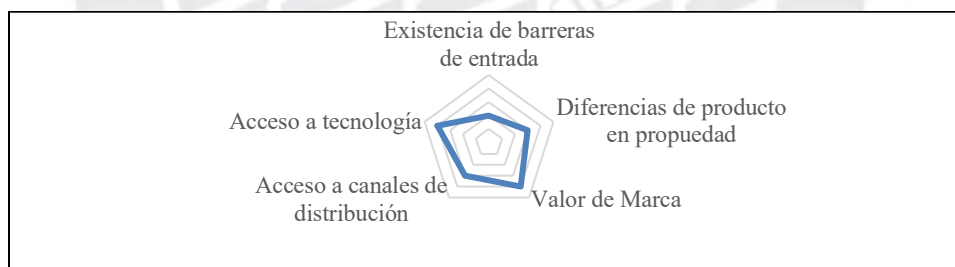 Existencia de barreras
de entrada
Diferencias de producto
en propuedad
Valor de Marca
Acceso a canales de
distribución
Acceso a tecnología